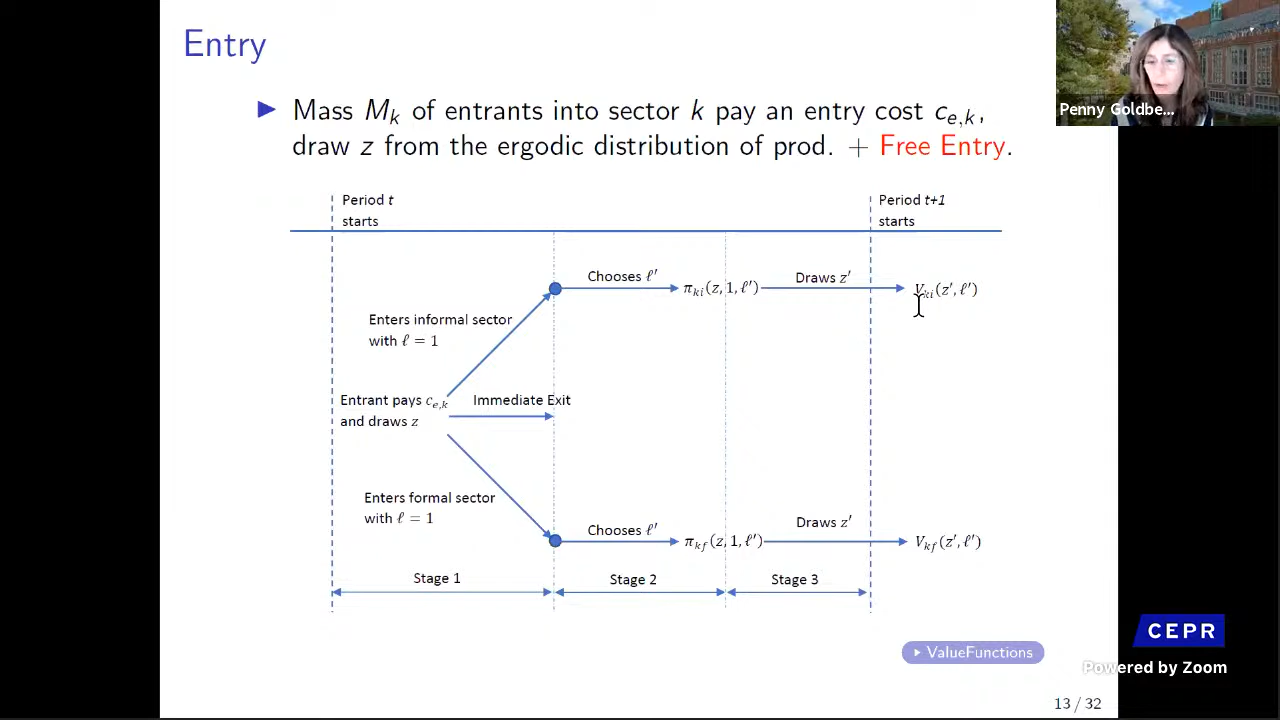 Entry
Penny Goldbe...
▶ Mass M_k of entrants into sector k pay an entry cost c_{e,k},
draw z from the ergodic distribution of prod. + Free Entry.
Period t
starts
Period t+1
starts
Chooses ℓ′
π_{ki}(z, 1, ℓ′)
Draws z′
V_{ki}(z′, ℓ′)
Enters informal sector
with ℓ = 1
Entrant pays c_{e,k}
and draws z
Immediate Exit
Enters formal sector
with ℓ = 1
Chooses ℓ′
π_{kf}(z, 1, ℓ′)
Draws z′
V_{kf}(z′, ℓ′)
Stage 1
Stage 2
Stage 3
CEPR
▶ ValueFunctions
Powered by Zoom
13 / 32